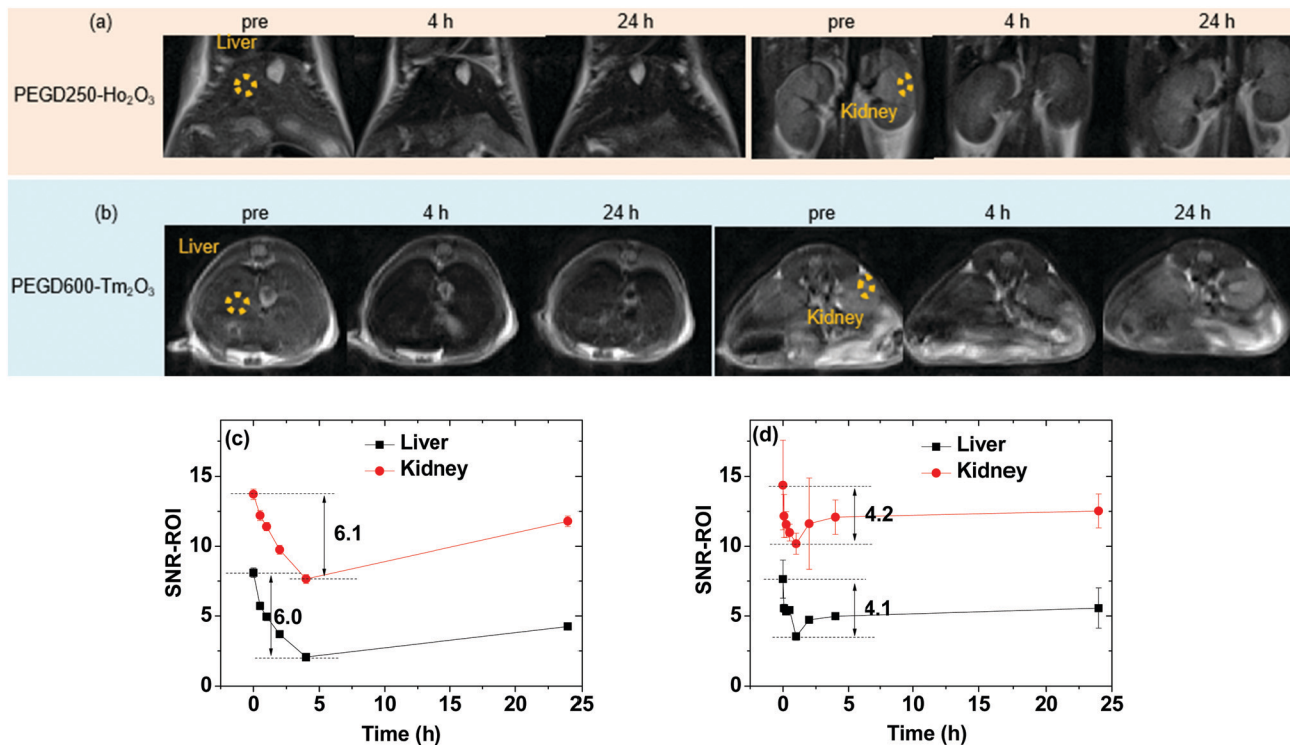 (a) pre 4 h 24 h pre 4 h 24 h
Liver
PEGD250-Ho₂O₃
Kidney
(b) pre 4 h 24 h pre 4 h 24 h
Liver
PEGD600-Tm₂O₃
Kidney
(c)
Liver
Kidney
15
10
5
0
SNR-ROI
6.1
6.0
0 5 10 15 20 25
Time (h)
(d)
Liver
Kidney
15
10
5
0
SNR-ROI
4.2
4.1
0 5 10 15 20 25
Time (h)